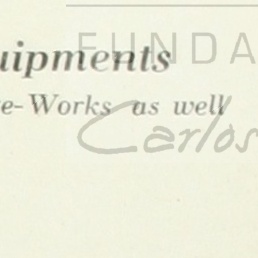 FUNDA
uipments
e-Works as well
Carlos